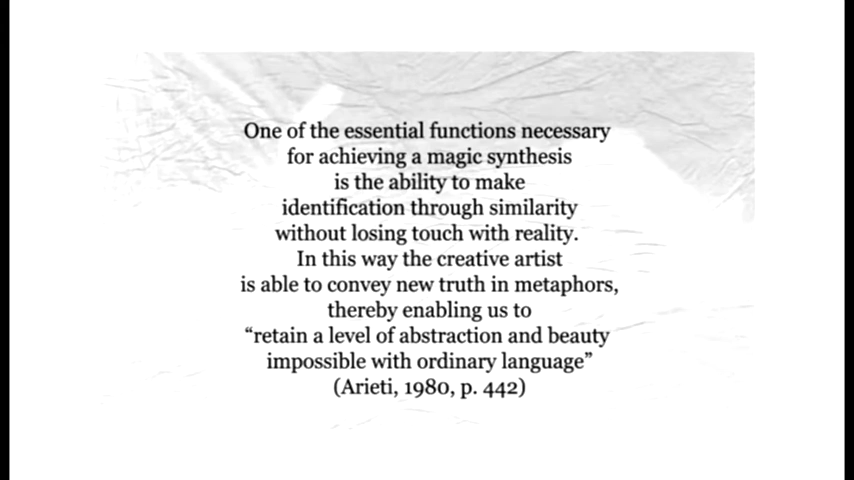 One of the essential functions necessary
for achieving a magic synthesis
is the ability to make
identification through similarity
without losing touch with reality.
In this way the creative artist
is able to convey new truth in metaphors,
thereby enabling us to
“retain a level of abstraction and beauty
impossible with ordinary language”
(Arieti, 1980, p. 442)